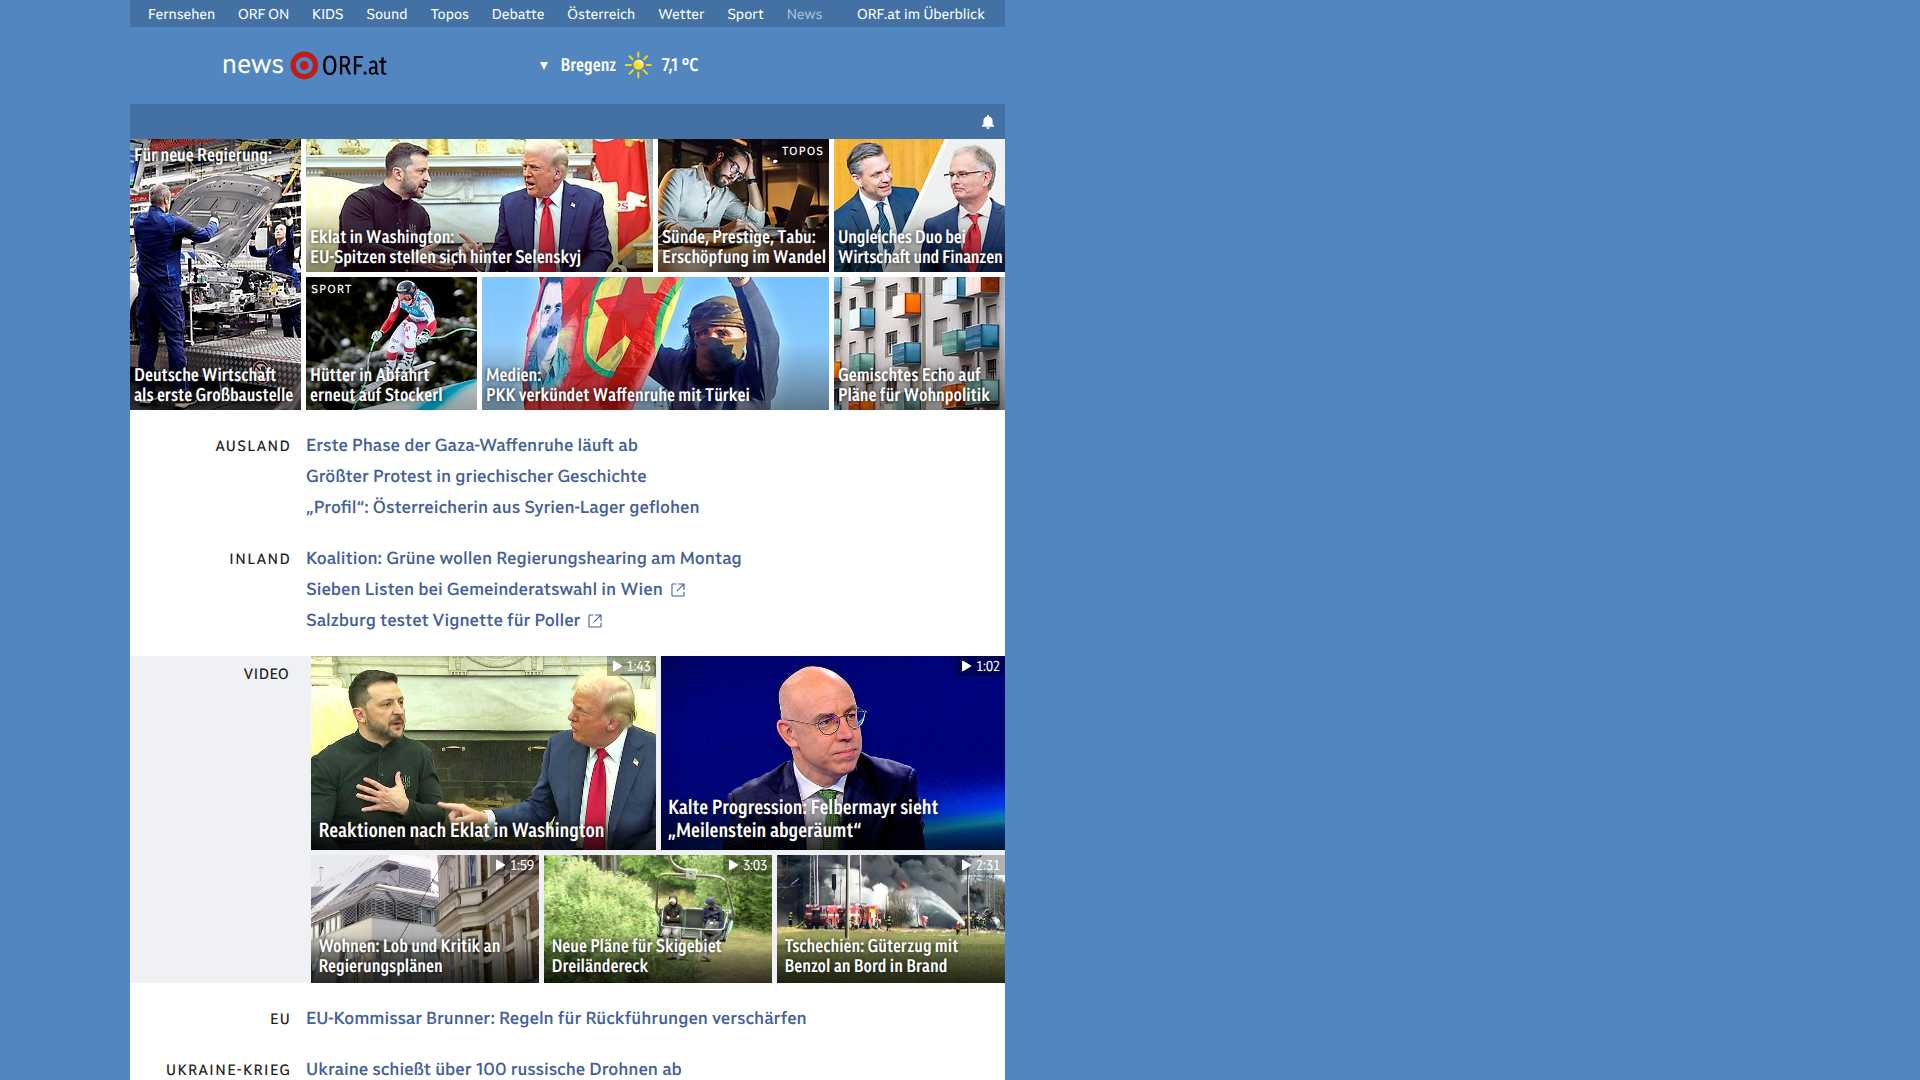 Fernsehen ORF ON KIDS Sound Topos Debatte Österreich Wetter Sport News ORF.at im Überblick
news ORF.at
Bregenz 7,1 °C
Für neue Regierung:
Deutsche Wirtschaft
als erste Großbaustelle
Eklat in Washington:
EU-Spitzen stellen sich hinter Selenskyj
TOPOS
Sünde, Prestige, Tabu:
Erschöpfung im Wandel
Ungleiches Duo bei
Wirtschaft und Finanzen
SPORT
Hütter in Abfahrt
erneut auf Stockerl
Medien:
PKK verkündet Waffenruhe mit Türkei
Gemischtes Echo auf
Pläne für Wohnpolitik
AUSLAND
Erste Phase der Gaza-Waffenruhe läuft ab
Größter Protest in griechischer Geschichte
„Profil“: Österreicherin aus Syrien-Lager geflohen
INLAND
Koalition: Grüne wollen Regierungshearing am Montag
Sieben Listen bei Gemeinderatswahl in Wien
Salzburg testet Vignette für Poller
VIDEO
1:43
Reaktionen nach Eklat in Washington
1:02
Kalte Progression: Felbermayr sieht
„Meilenstein abgeräumt“
1:59
Wohnen: Lob und Kritik an
Regierungsplänen
3:03
Neue Pläne für Skigebiet
Dreiländereck
2:31
Tschechien: Güterzug mit
Benzol an Bord in Brand
EU
EU-Kommissar Brunner: Regeln für Rückführungen verschärfen
UKRAINE-KRIEG
Ukraine schießt über 100 russische Drohnen ab